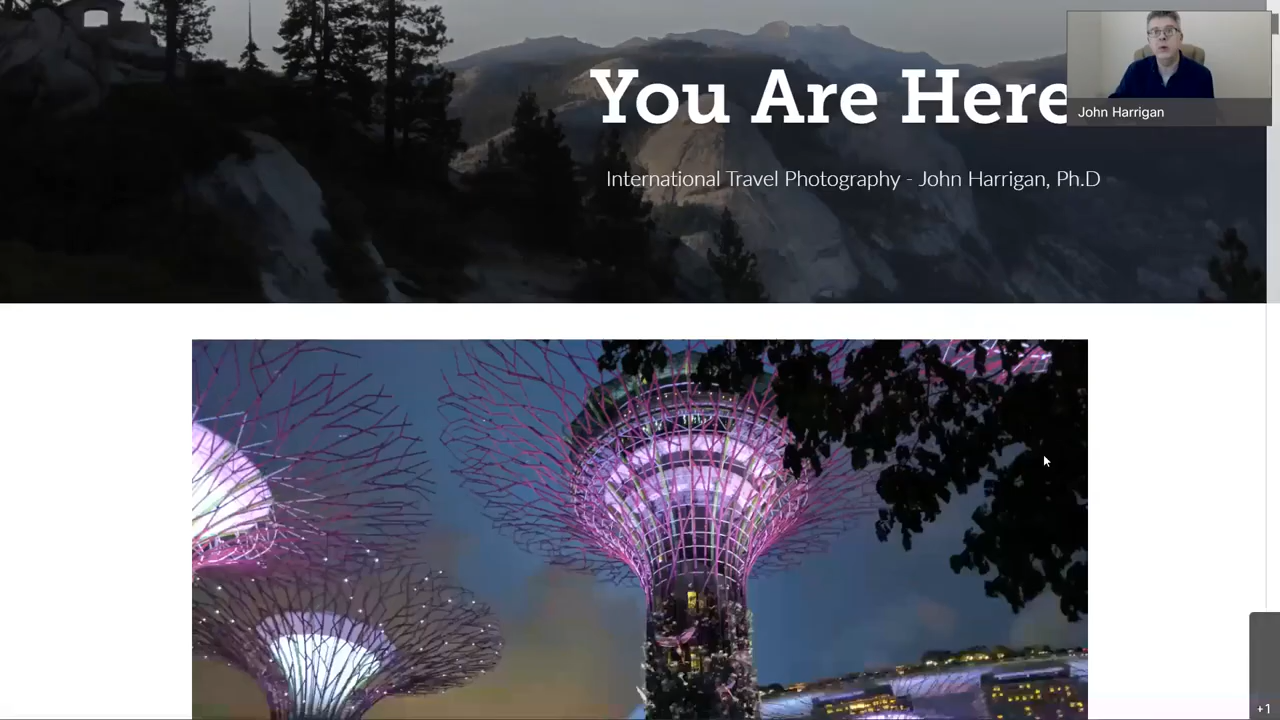 You Are Here
John Harrigan
International Travel Photography - John Harrigan, Ph.D
+1